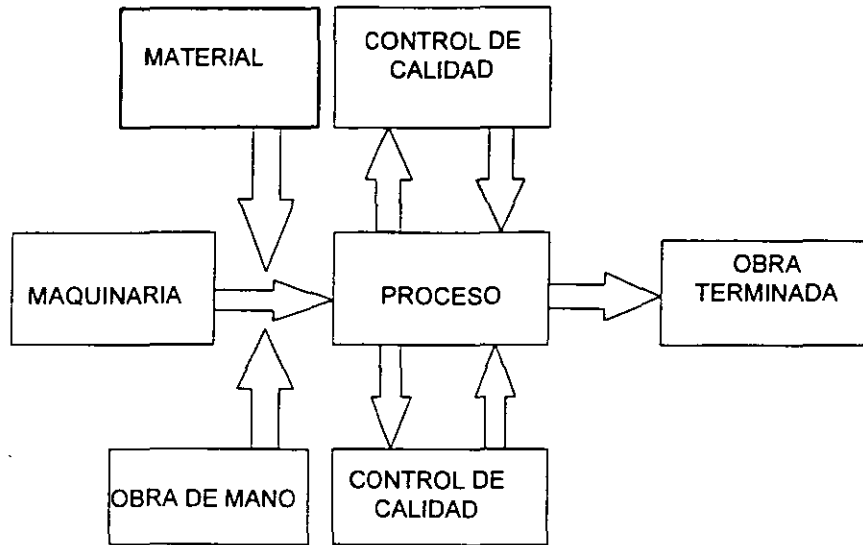 MATERIAL
CONTROL DE
CALIDAD
MAQUINARIA
PROCESO
OBRA
TERMINADA
OBRA DE MANO
CONTROL DE
CALIDAD